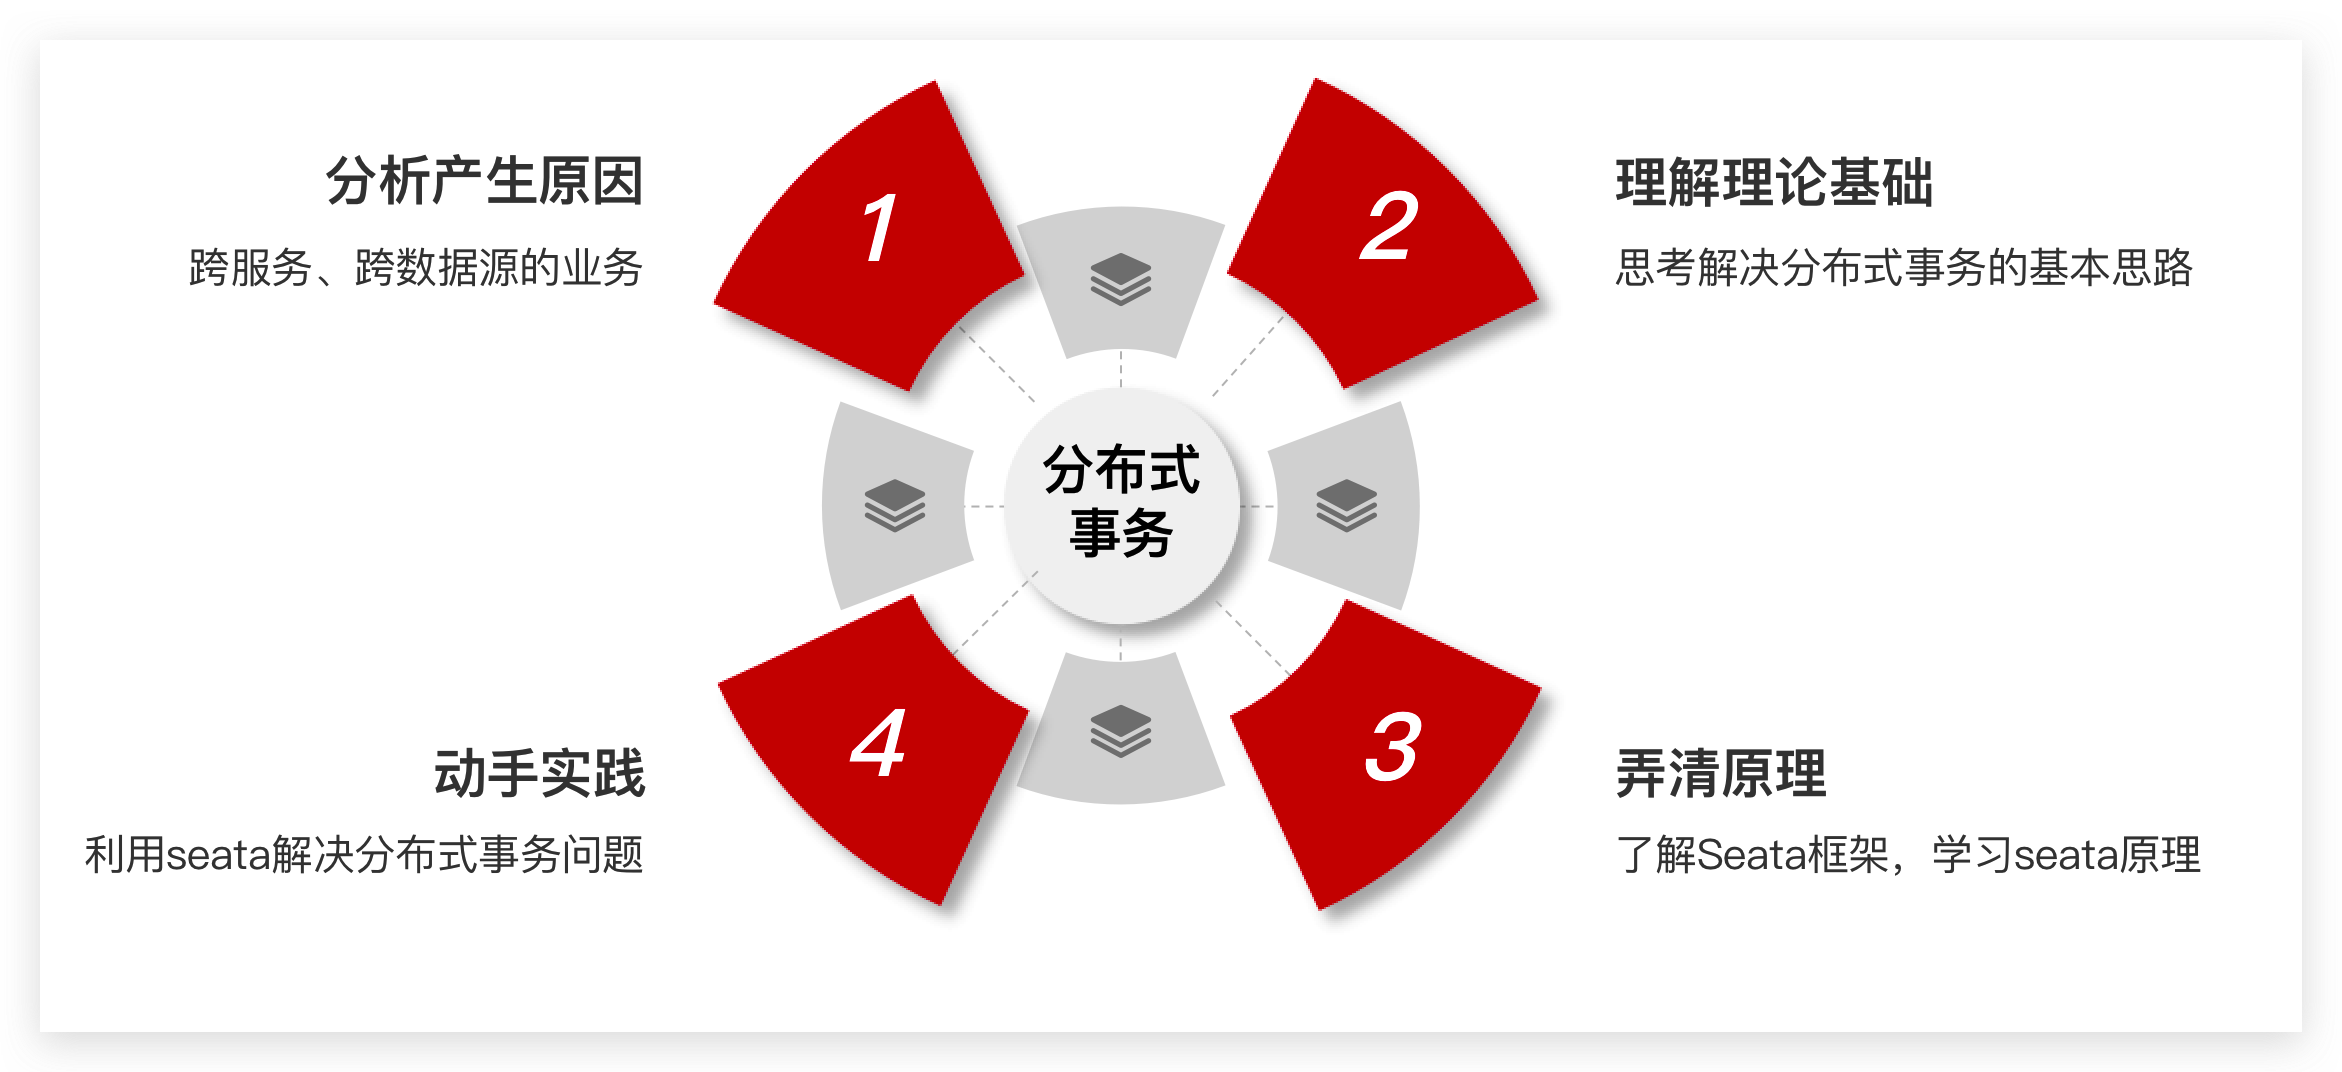 分析产生原因
跨服务、跨数据源的业务
1
2
理解理论基础
思考解决分布式事务的基本思路
分布式
事务
动手实践
利用seata解决分布式事务问题
4
3
弄清原理
了解Seata框架，学习seata原理